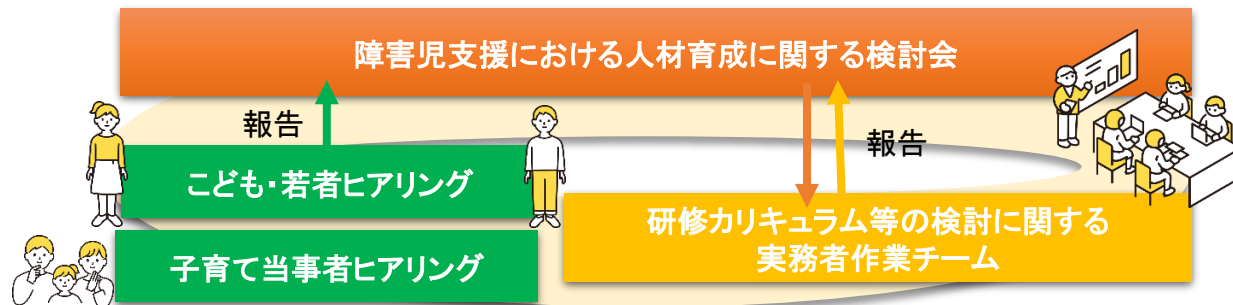 障害児支援における人材育成に関する検討会
報告
報告
こども・若者ヒアリング
研修カリキュラム等の検討に関する
実務者作業チーム
子育て当事者ヒアリング